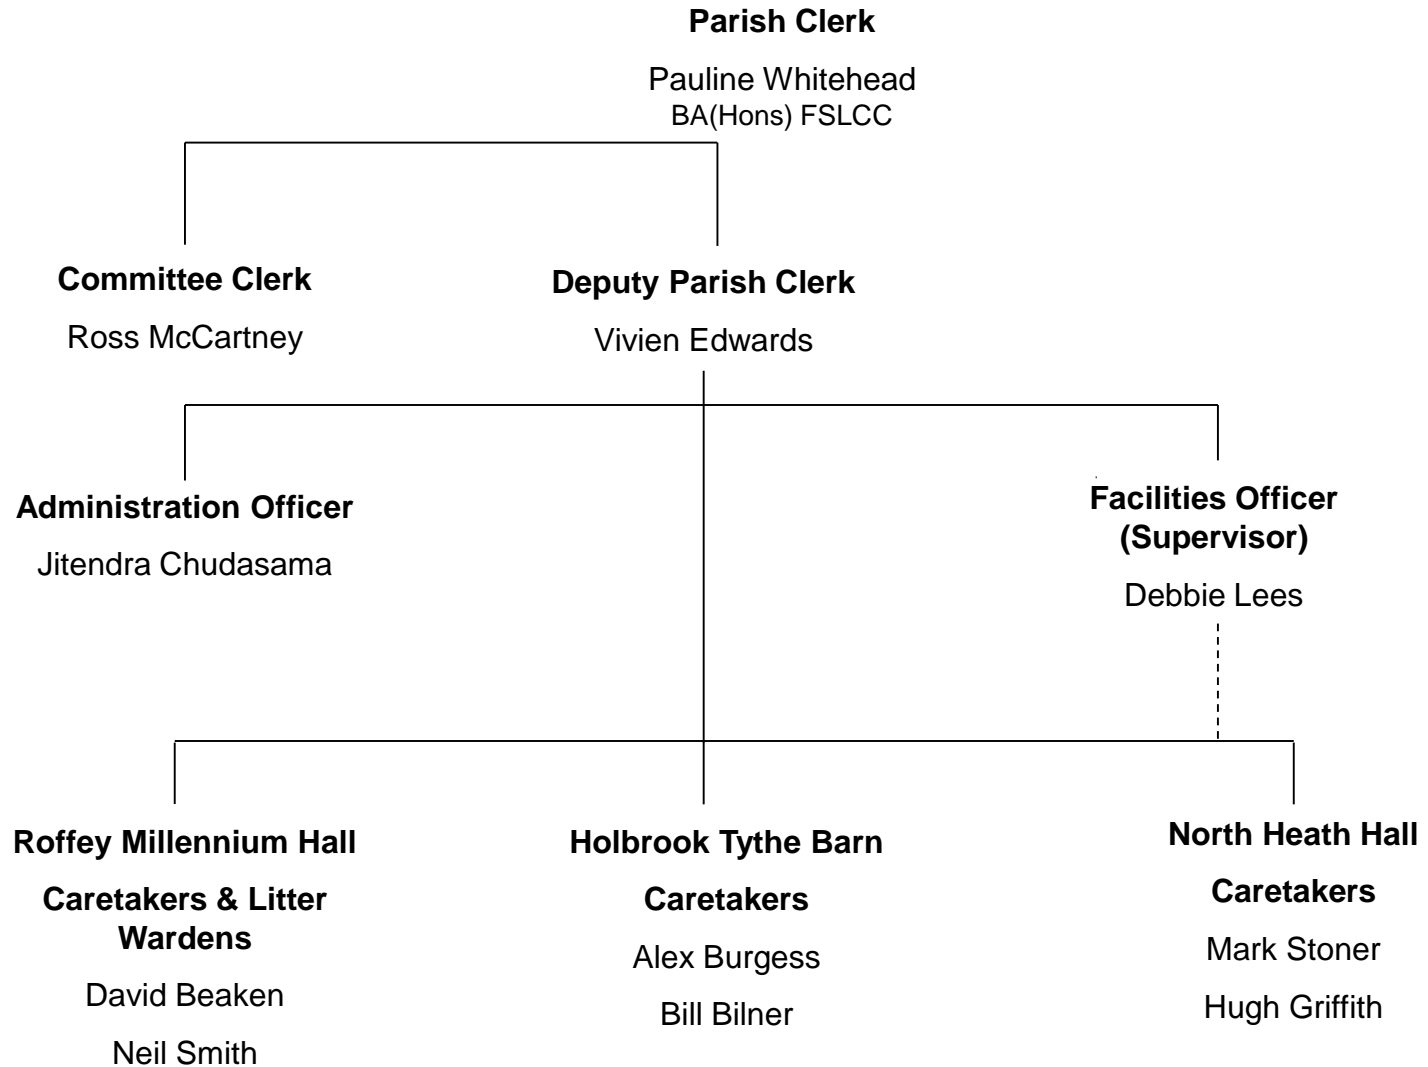 Parish Clerk
Pauline Whitehead
BA(Hons) FSLCC
Committee Clerk
Ross McCartney
Deputy Parish Clerk
Vivien Edwards
Administration Officer
Jitendra Chudasama
Facilities Officer
(Supervisor)
Debbie Lees
Roffey Millennium Hall
Caretakers & Litter
Wardens
David Beaken
Neil Smith
Holbrook Tythe Barn
Caretakers
Alex Burgess
Bill Bilner
North Heath Hall
Caretakers
Mark Stoner
Hugh Griffith